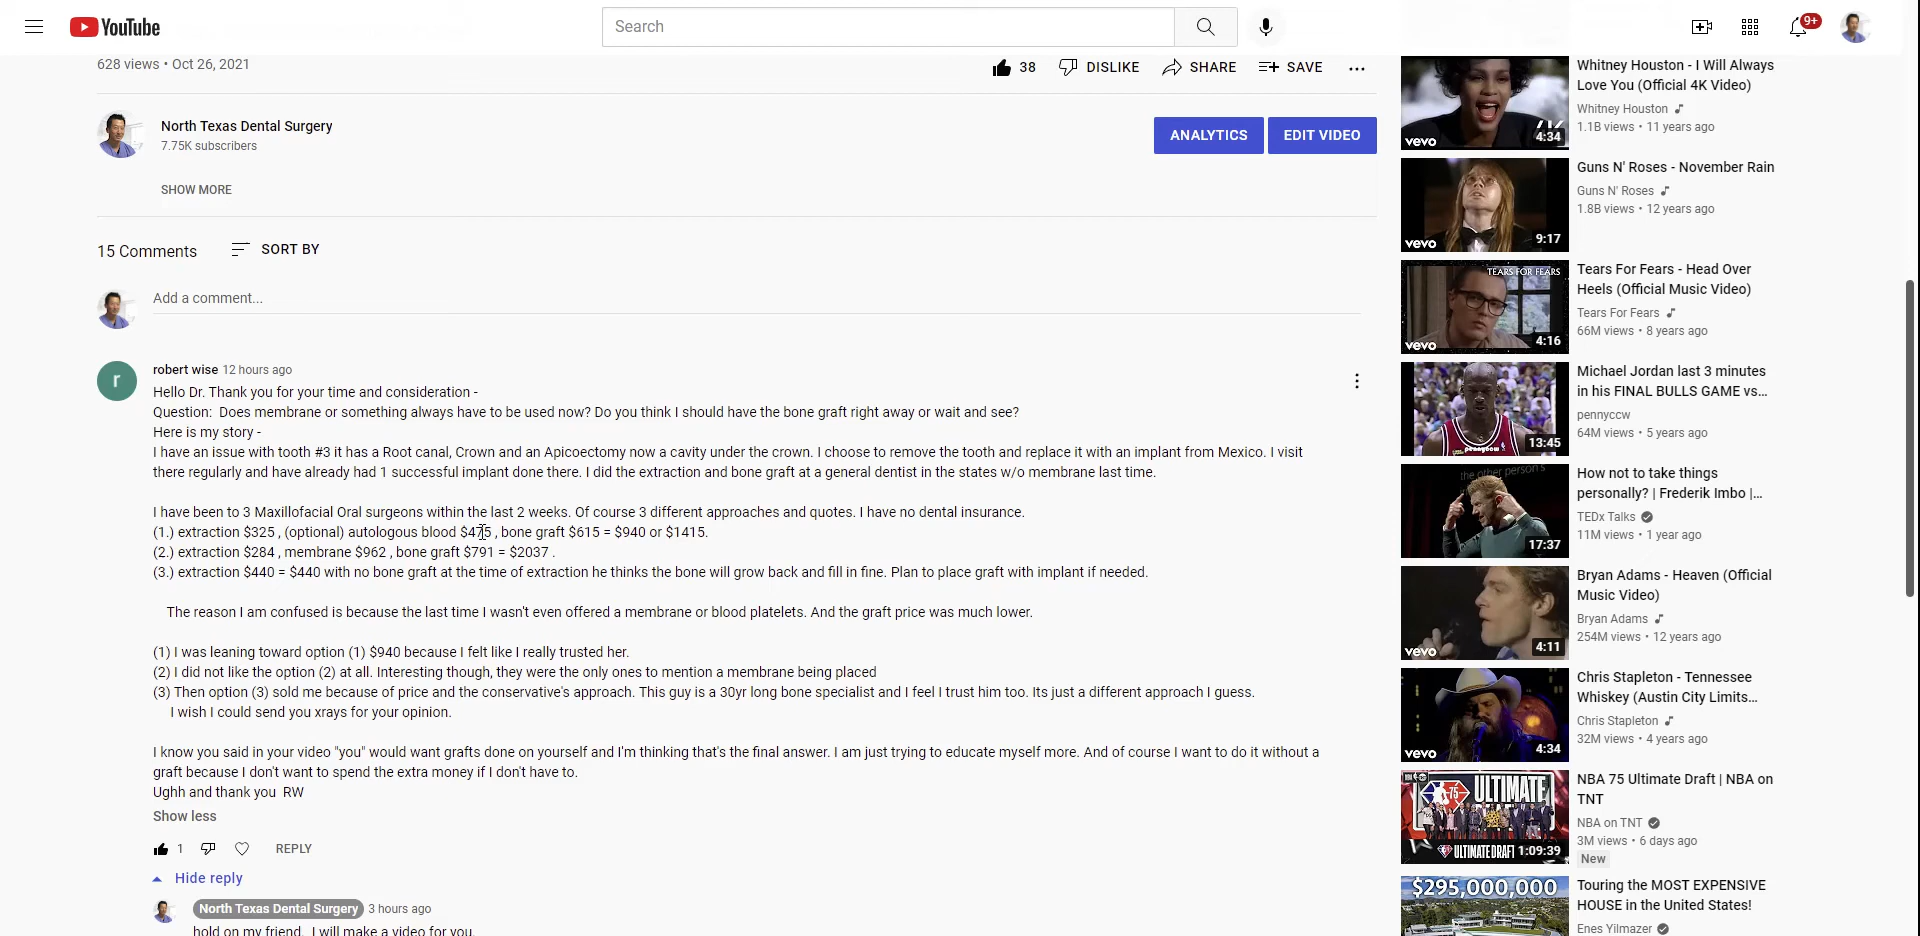 YouTube
Search
9+
628 views • Oct 26, 2021
38
DISLIKE
SHARE
SAVE
North Texas Dental Surgery
7.75K subscribers
ANALYTICS
EDIT VIDEO
SHOW MORE
15 Comments
SORT BY
Add a comment...
r
robert wise 12 hours ago
Hello Dr. Thank you for your time and consideration -
Question:  Does membrane or something always have to be used now? Do you think I should have the bone graft right away or wait and see?
Here is my story -
I have an issue with tooth #3 it has a Root canal, Crown and an Apicoectomy now a cavity under the crown. I choose to remove the tooth and replace it with an implant from Mexico. I visit
there regularly and have already had 1 successful implant done there. I did the extraction and bone graft at a general dentist in the states w/o membrane last time.
I have been to 3 Maxillofacial Oral surgeons within the last 2 weeks. Of course 3 different approaches and quotes. I have no dental insurance.
(1.) extraction $325 , (optional) autologous blood $475 , bone graft $615 = $940 or $1415.
(2.) extraction $284 , membrane $962 , bone graft $791 = $2037 .
(3.) extraction $440 = $440 with no bone graft at the time of extraction he thinks the bone will grow back and fill in fine. Plan to place graft with implant if needed.
The reason I am confused is because the last time I wasn't even offered a membrane or blood platelets. And the graft price was much lower.
(1) I was leaning toward option (1) $940 because I felt like I really trusted her.
(2) I did not like the option (2) at all. Interesting though, they were the only ones to mention a membrane being placed
(3) Then option (3) sold me because of price and the conservative's approach. This guy is a 30yr long bone specialist and I feel I trust him too. Its just a different approach I guess.
I wish I could send you xrays for your opinion.
I know you said in your video "you" would want grafts done on yourself and I'm thinking that's the final answer. I am just trying to educate myself more. And of course I want to do it without a
graft because I don't want to spend the extra money if I don't have to.
Ughh and thank you  RW
Show less
1
REPLY
Hide reply
North Texas Dental Surgery 3 hours ago
hold on my friend.  I will make a video for you.
vevo
4:34
Whitney Houston - I Will Always
Love You (Official 4K Video)
Whitney Houston
1.1B views • 11 years ago
vevo
9:17
Guns N' Roses - November Rain
Guns N' Roses
1.8B views • 12 years ago
TEARS FOR FEARS
vevo
4:16
Tears For Fears - Head Over
Heels (Official Music Video)
Tears For Fears
66M views • 8 years ago
13:45
Michael Jordan last 3 minutes
in his FINAL BULLS GAME vs...
pennyccw
64M views • 5 years ago
the other person's
17:37
How not to take things
personally? | Frederik Imbo |...
TEDx Talks
11M views • 1 year ago
vevo
4:11
Bryan Adams - Heaven (Official
Music Video)
Bryan Adams
254M views • 12 years ago
vevo
4:34
Chris Stapleton - Tennessee
Whiskey (Austin City Limits...
Chris Stapleton
32M views • 4 years ago
75
ULTIMATE
ULTIMATE DRAFT
1:09:39
NBA 75 Ultimate Draft | NBA on
TNT
NBA on TNT
3M views • 6 days ago
New
$295,000,000
Touring the MOST EXPENSIVE
HOUSE in the United States!
Enes Yilmazer